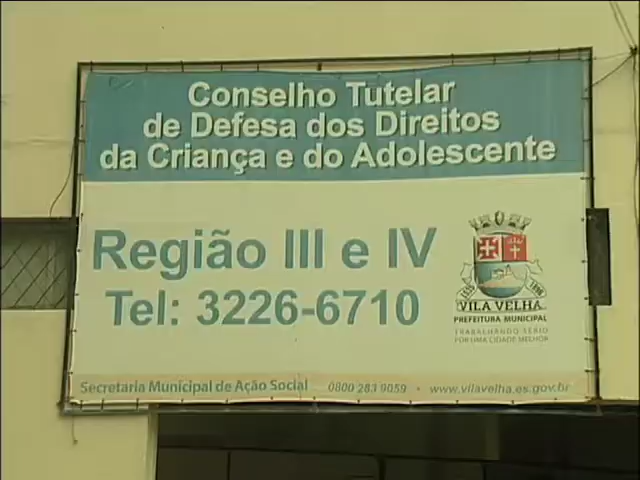 Conselho Tutelar
de Defesa dos Direitos
da Criança e do Adolescente
Região III e IV
Tel: 3226-6710
VILA VELHA
PREFEITURA MUNICIPAL
TRABALHANDO SÉRIO
POR UMA CIDADE MELHOR
Secretaria Municipal de Ação Social - 0800 283 9059 - www.vilavelha.es.gov.br